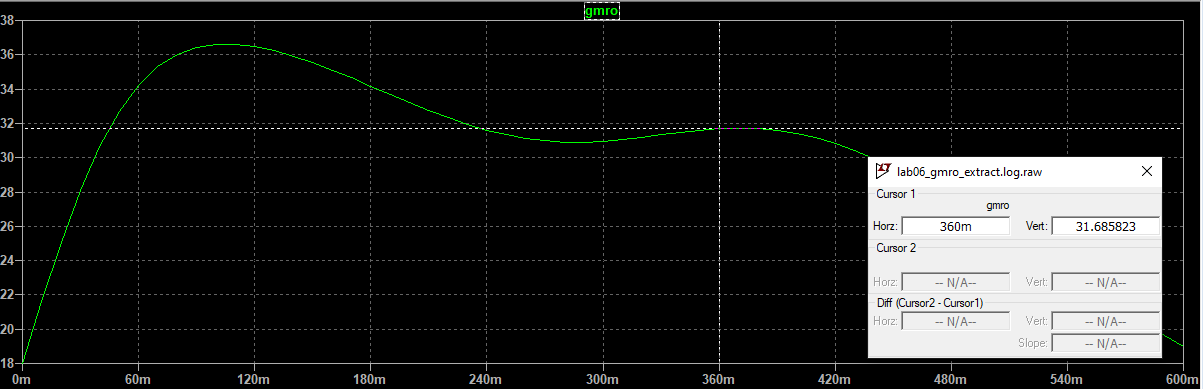 gmro
38
36
34
32
30
28
26
24
22
20
18
0m 60m 120m 180m 240m 300m 360m 420m 480m 540m 600m
lab06_gmro_extract.log.raw
Cursor 1
gmro
Horz: 360m Vert: 31.685823
Cursor 2
Horz: -- N/A-- Vert: -- N/A--
Diff (Cursor2 - Cursor1)
Horz: -- N/A-- Vert: -- N/A--
Slope: -- N/A--